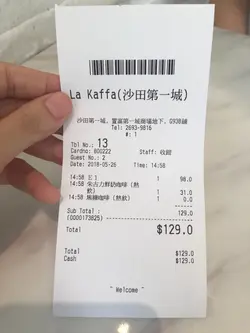 La Kaffa(沙田第一城)
沙田第一城, 置富第一城商場地下, G93B舖
Tel: 2693-9816
#: 1
Tbl No.: 13
Cardno: 800222 Staff: 收銀
Guest No.: 2
Date: 2018-05-26 Time: 14:58
14:58 E1 1 98.0
14:58 朱古力鮮奶咖啡(熱飲) 1 31.0
14:58 焦糖咖啡(熱飲) 1 0.0
Sub Total : 129.0
(0000173825)
Total $129.0
Total $129.0
Cash $129.0
~ Welcome ~